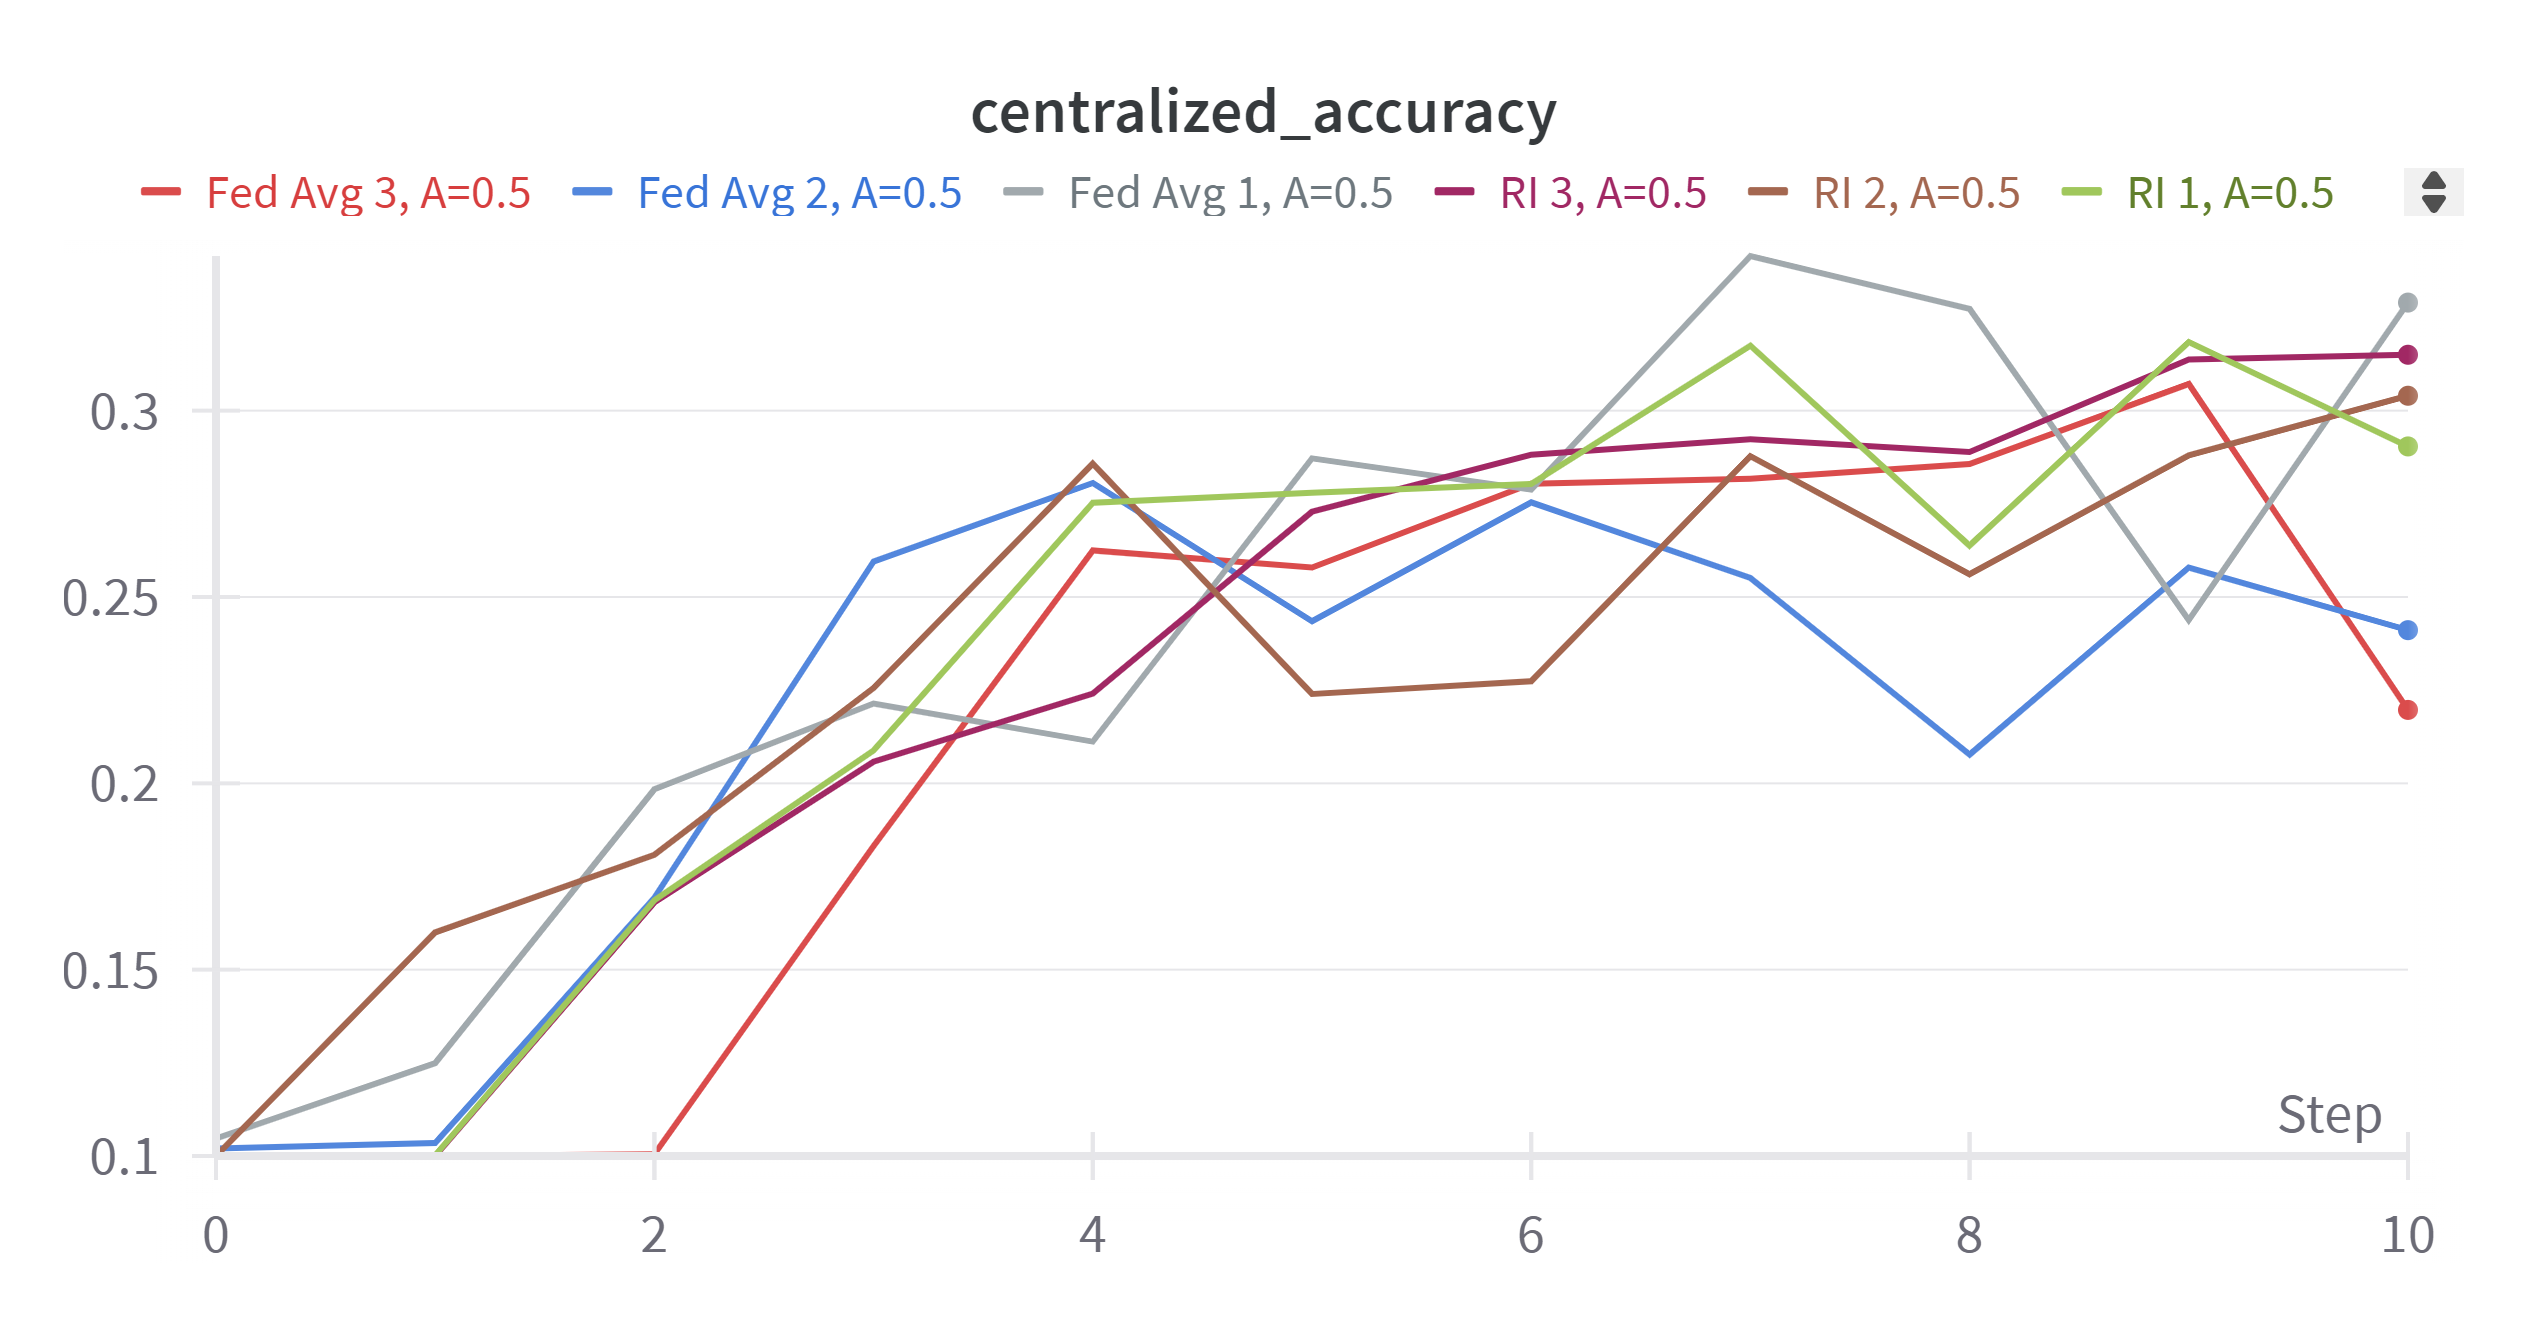 centralized_accuracy
Fed Avg 3, A=0.5 Fed Avg 2, A=0.5 Fed Avg 1, A=0.5 RI 3, A=0.5 RI 2, A=0.5 RI 1, A=0.5
0.3
0.25
0.2
0.15
0.1
Step
0 2 4 6 8 10